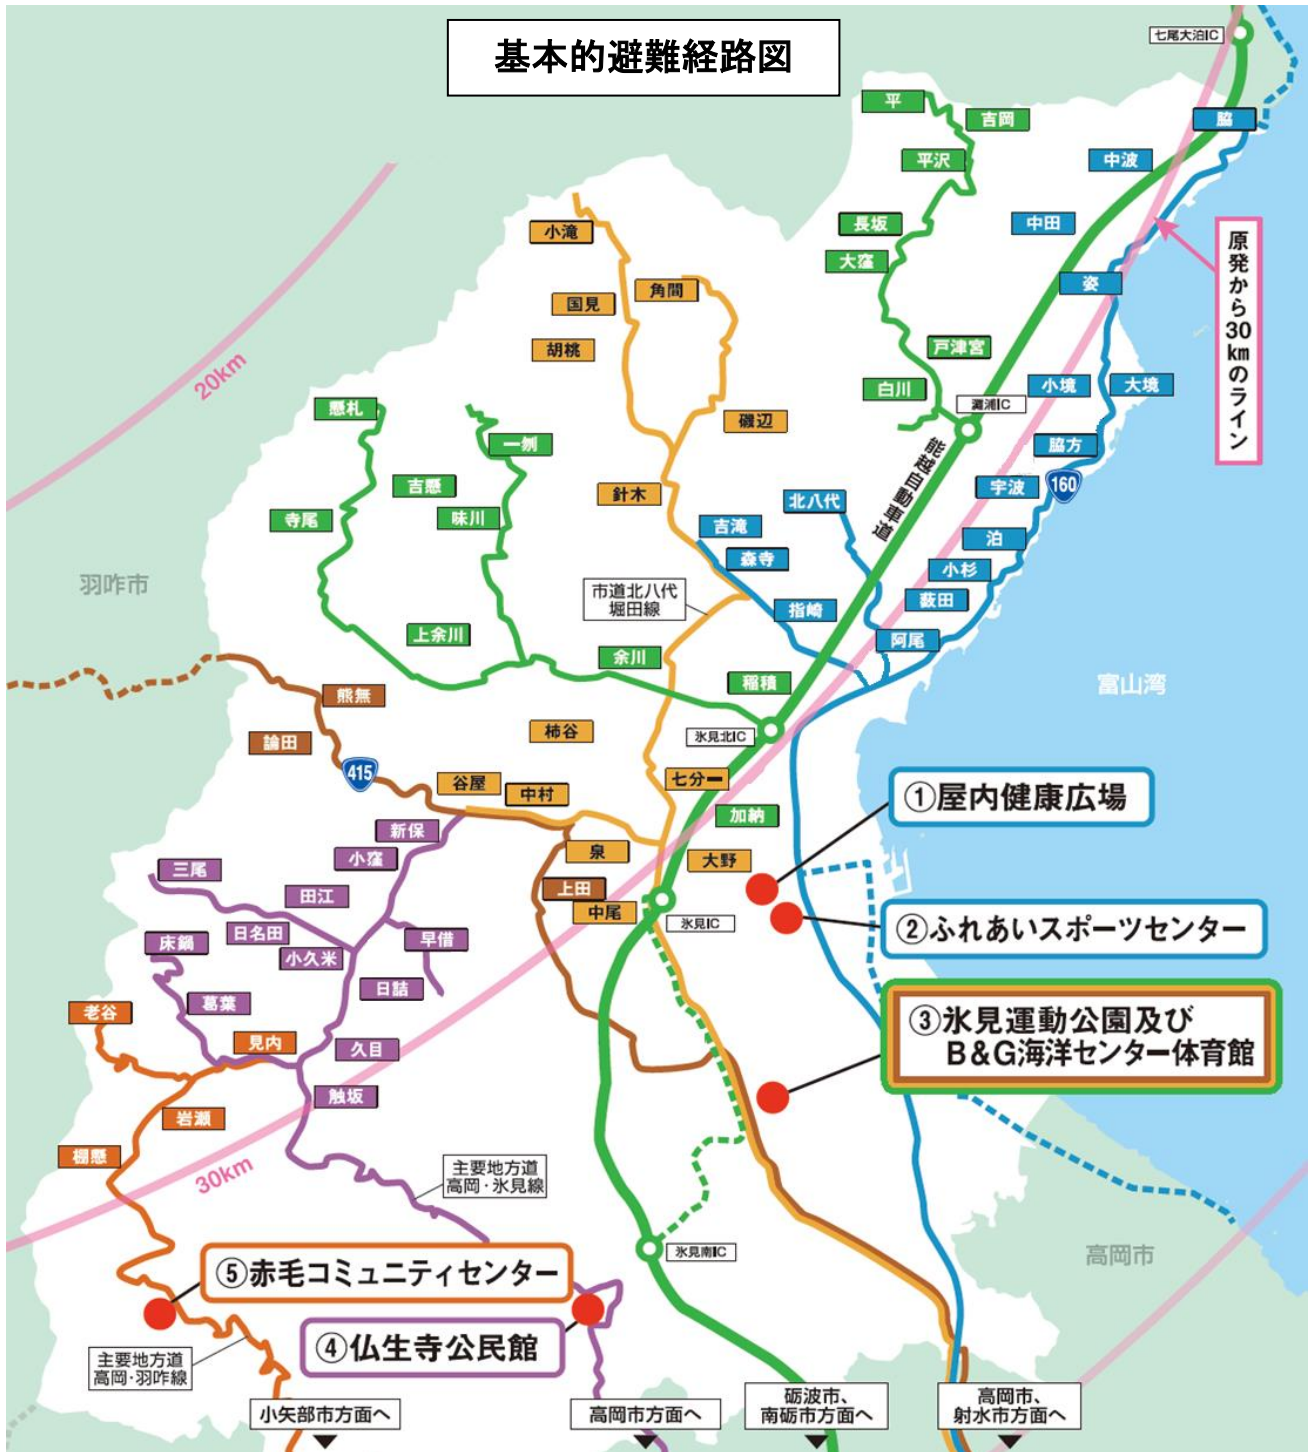 基本的避難経路図
七尾大泊IC
平
吉岡
脇
平沢
中波
長坂
中田
小滝
大窪
原発から30kmのライン
姿
角間
国見
戸津宮
胡桃
20km
小境
大境
白川
灘浦IC
懸札
磯辺
一刎
能越自動車道
脇方
吉懸
針木
北八代
宇波
160
寺尾
味川
吉滝
泊
森寺
小杉
羽咋市
市道北八代
堀田線
指崎
薮田
上余川
余川
阿尾
熊無
稲積
富山湾
論田
柿谷
氷見北IC
415
谷屋
中村
七分一
①屋内健康広場
新保
加納
小窪
泉
大野
三尾
田江
上田
中尾
氷見IC
②ふれあいスポーツセンター
床鍋
日名田
早借
小久米
日詰
葛葉
老谷
③氷見運動公園及び
B&G海洋センター体育館
見内
久目
触坂
岩瀬
棚懸
30km
主要地方道
高岡・氷見線
氷見南IC
高岡市
⑤赤毛コミュニティセンター
④仏生寺公民館
主要地方道
高岡・羽咋線
小矢部市方面へ
高岡市方面へ
砺波市、
南砺市方面へ
高岡市、
射水市方面へ